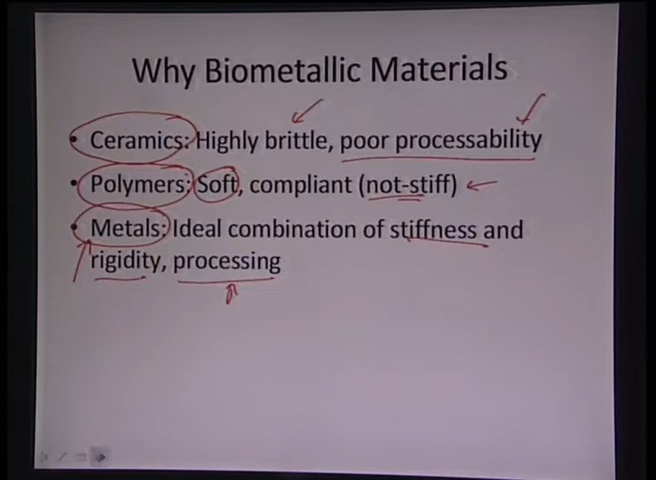 Why Biometallic Materials
• Ceramics: Highly brittle, poor processability
• Polymers: Soft, compliant (not-stiff)
• Metals: Ideal combination of stiffness and
rigidity, processing